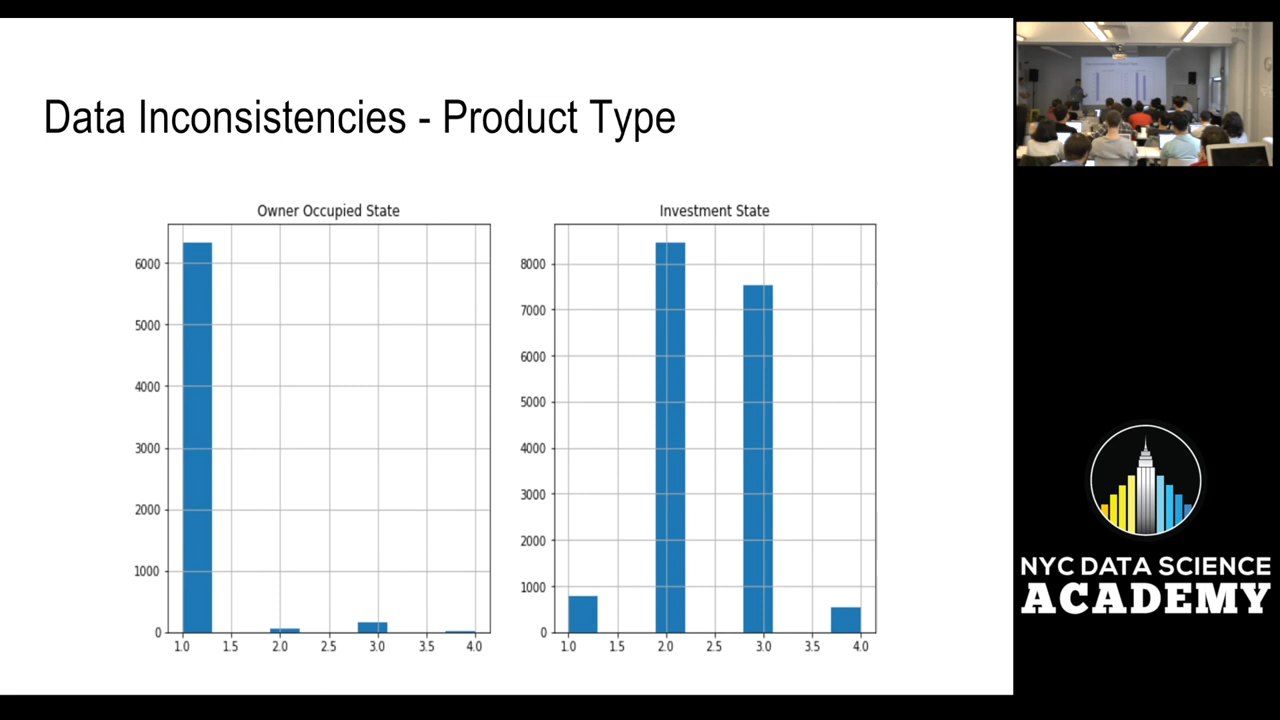 Data Inconsistencies - Product Type
Owner Occupied State
6000
5000
4000
3000
2000
1000
0
1.0 1.5 2.0 2.5 3.0 3.5 4.0
Investment State
8000
7000
6000
5000
4000
3000
2000
1000
0
1.0 1.5 2.0 2.5 3.0 3.5 4.0
NYC DATA SCIENCE
ACADEMY